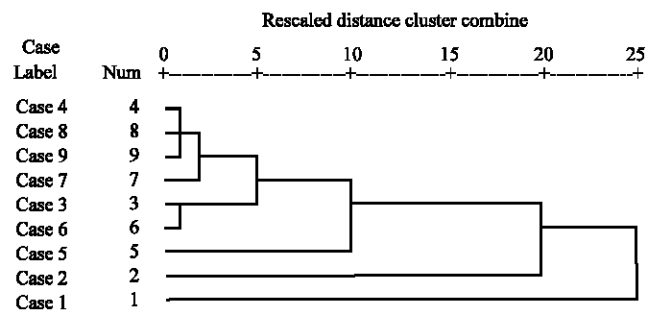 Rescaled distance cluster combine
Case 0 5 10 15 20 25
Label Num
Case 4 4
Case 8 8
Case 9 9
Case 7 7
Case 3 3
Case 6 6
Case 5 5
Case 2 2
Case 1 1